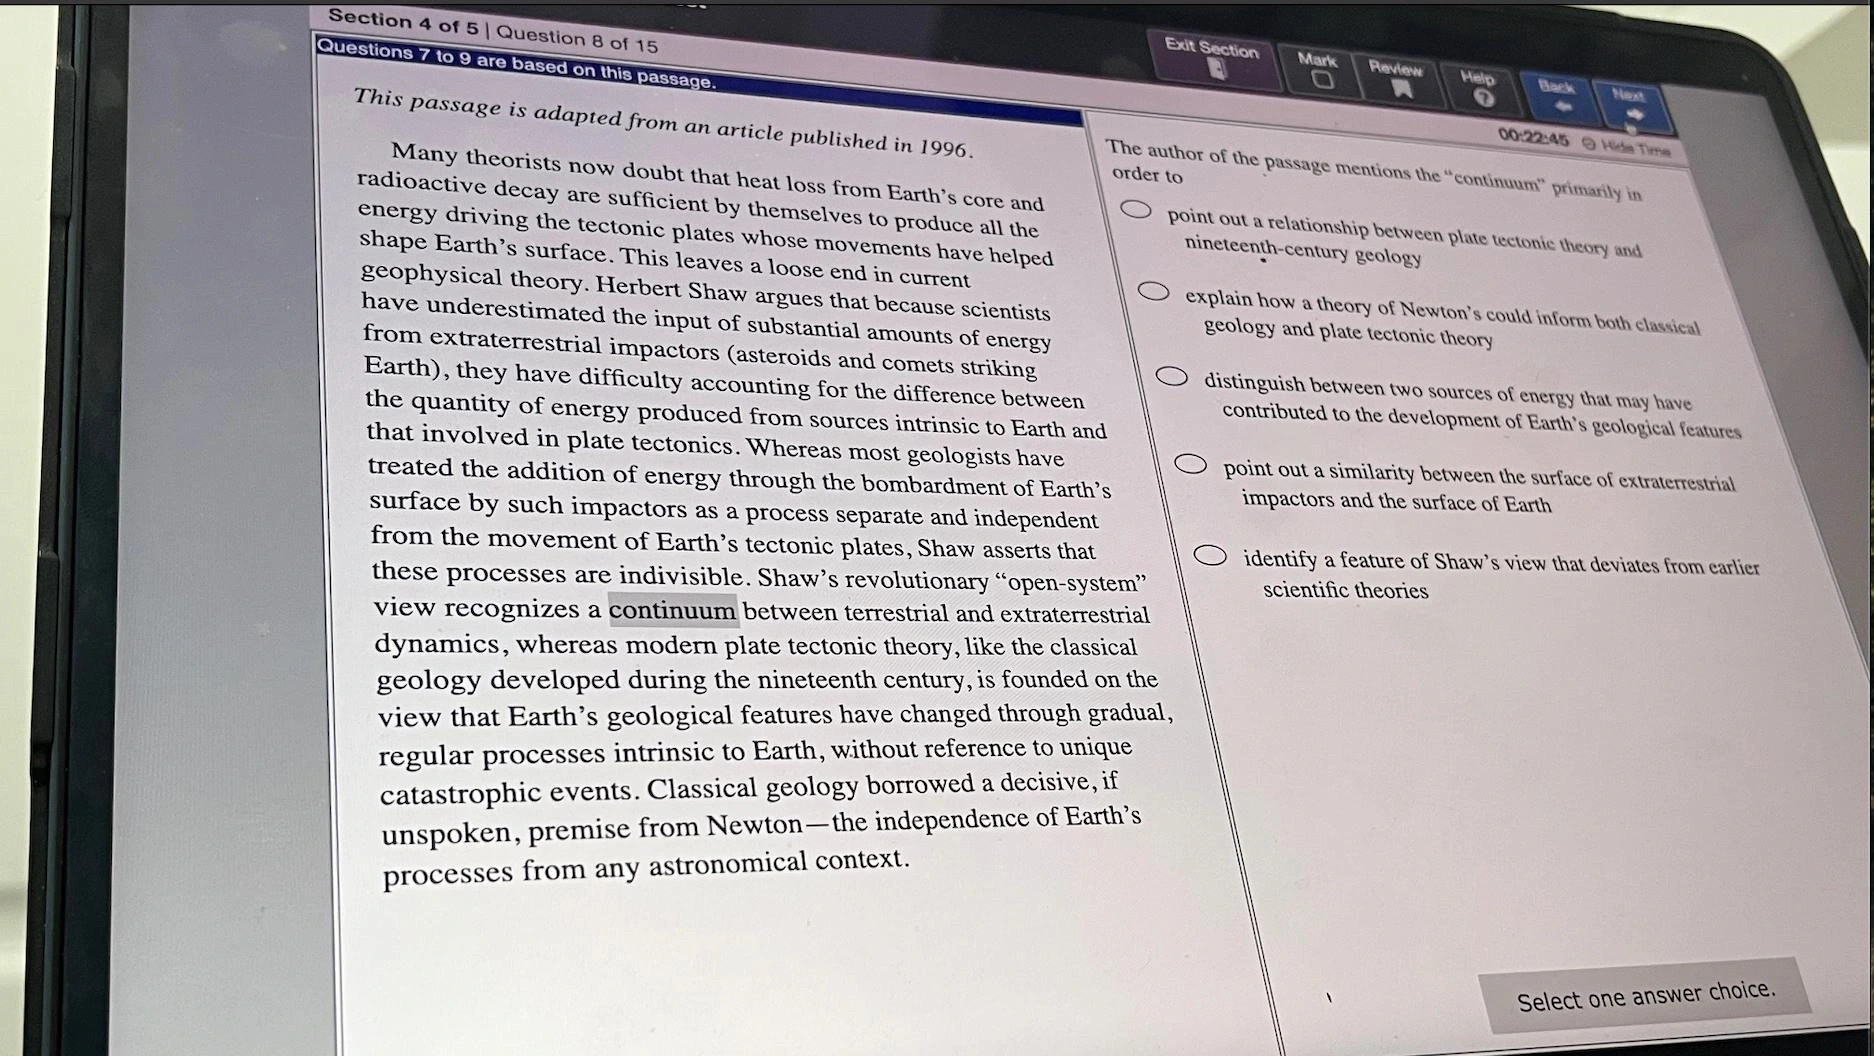 Section 4 of 5 | Question 8 of 15
Exit Section
Mark
Review
Help
Back
Next
Questions 7 to 9 are based on this passage.
00:22:45 Hide Time
This passage is adapted from an article published in 1996.
Many theorists now doubt that heat loss from Earth's core and
radioactive decay are sufficient by themselves to produce all the
energy driving the tectonic plates whose movements have helped
shape Earth's surface. This leaves a loose end in current
geophysical theory. Herbert Shaw argues that because scientists
have underestimated the input of substantial amounts of energy
from extraterrestrial impactors (asteroids and comets striking
Earth), they have difficulty accounting for the difference between
the quantity of energy produced from sources intrinsic to Earth and
that involved in plate tectonics. Whereas most geologists have
treated the addition of energy through the bombardment of Earth's
surface by such impactors as a process separate and independent
from the movement of Earth's tectonic plates, Shaw asserts that
these processes are indivisible. Shaw's revolutionary “open-system”
view recognizes a continuum between terrestrial and extraterrestrial
dynamics, whereas modern plate tectonic theory, like the classical
geology developed during the nineteenth century, is founded on the
view that Earth's geological features have changed through gradual,
regular processes intrinsic to Earth, without reference to unique
catastrophic events. Classical geology borrowed a decisive, if
unspoken, premise from Newton—the independence of Earth's
processes from any astronomical context.
The author of the passage mentions the “continuum” primarily in
order to
point out a relationship between plate tectonic theory and
nineteenth-century geology
explain how a theory of Newton's could inform both classical
geology and plate tectonic theory
distinguish between two sources of energy that may have
contributed to the development of Earth's geological features
point out a similarity between the surface of extraterrestrial
impactors and the surface of Earth
identify a feature of Shaw's view that deviates from earlier
scientific theories
Select one answer choice.